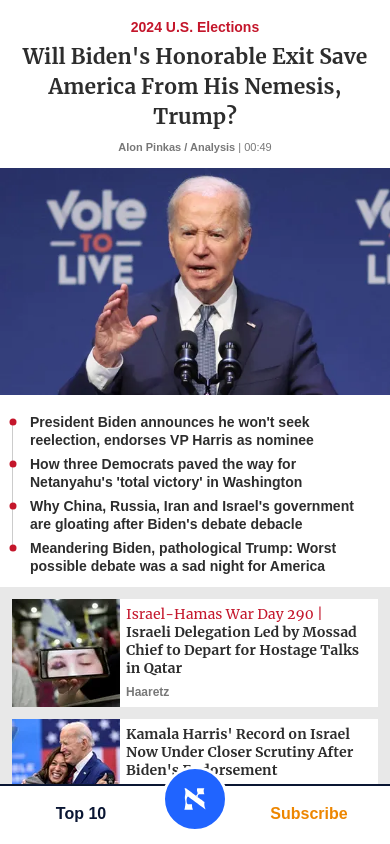 2024 U.S. Elections
Will Biden's Honorable Exit Save
America From His Nemesis,
Trump?
Alon Pinkas / Analysis | 00:49
Vote
TO
LIVE
President Biden announces he won't seek
reelection, endorses VP Harris as nominee
How three Democrats paved the way for
Netanyahu's 'total victory' in Washington
Why China, Russia, Iran and Israel's government
are gloating after Biden's debate debacle
Meandering Biden, pathological Trump: Worst
possible debate was a sad night for America
Israel-Hamas War Day 290 |
Israeli Delegation Led by Mossad
Chief to Depart for Hostage Talks
in Qatar
Haaretz
Kamala Harris' Record on Israel
Now Under Closer Scrutiny After
Biden's Endorsement
Top 10
Subscribe